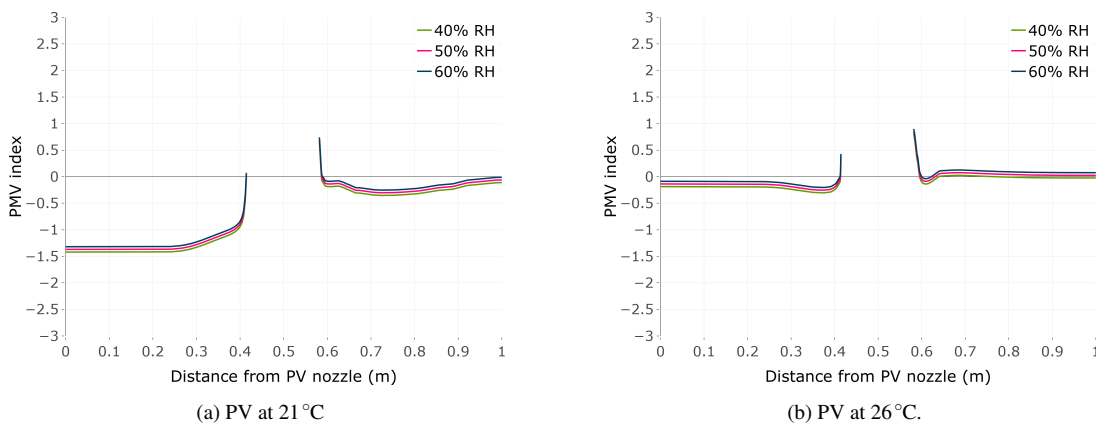 3
2.5
2
1.5
1
0.5
0
−0.5
−1
−1.5
−2
−2.5
−3
PMV index
40% RH
50% RH
60% RH
0 0.1 0.2 0.3 0.4 0.5 0.6 0.7 0.8 0.9 1
Distance from PV nozzle (m)
(a) PV at 21°C
3
2.5
2
1.5
1
0.5
0
−0.5
−1
−1.5
−2
−2.5
−3
PMV index
40% RH
50% RH
60% RH
0 0.1 0.2 0.3 0.4 0.5 0.6 0.7 0.8 0.9 1
Distance from PV nozzle (m)
(b) PV at 26°C.